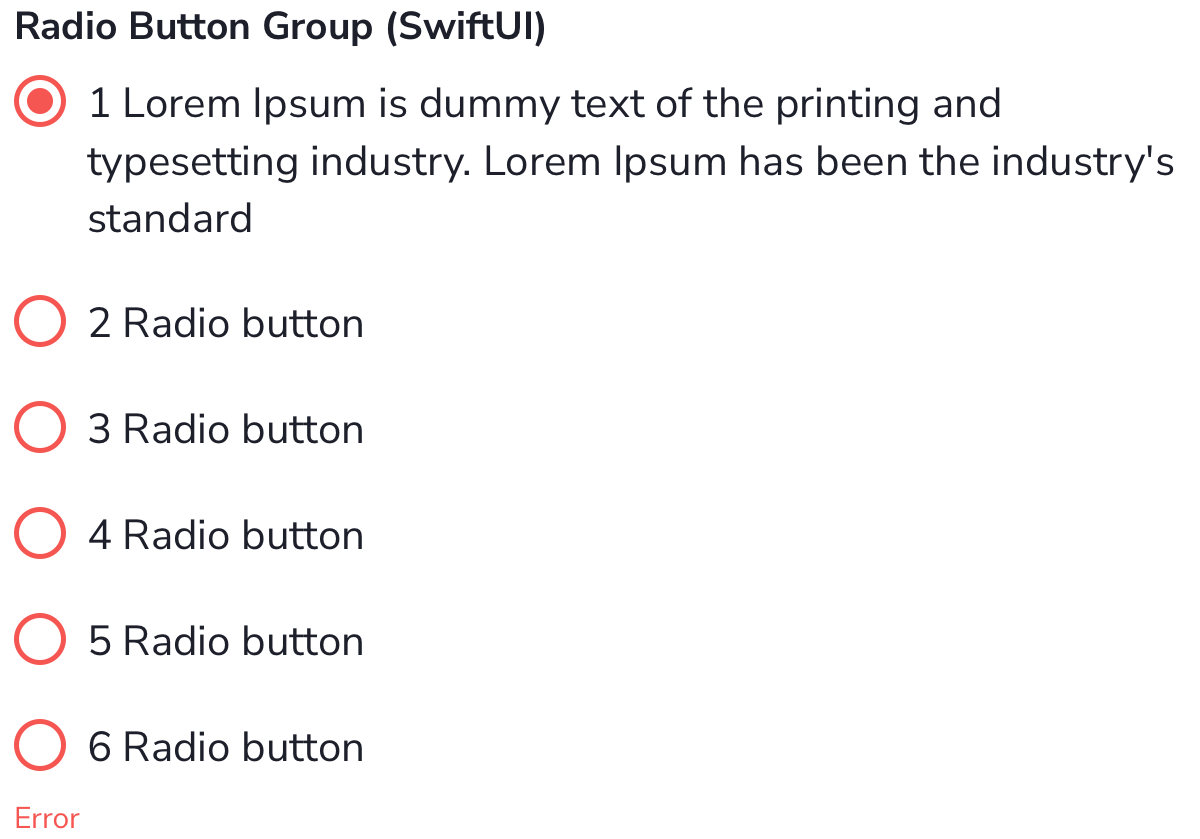 Radio Button Group (SwiftUI)
1 Lorem Ipsum is dummy text of the printing and
typesetting industry. Lorem Ipsum has been the industry's
standard
2 Radio button
3 Radio button
4 Radio button
5 Radio button
6 Radio button
Error